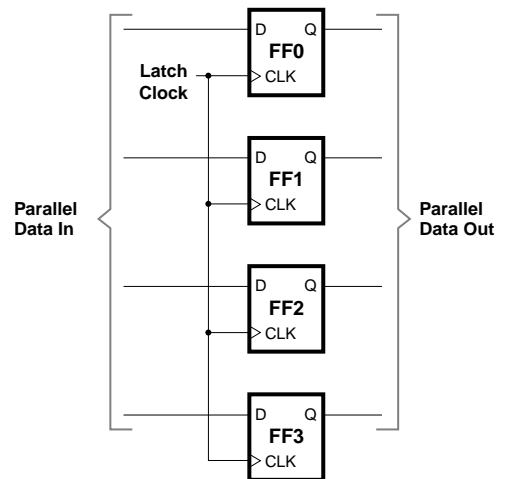 D Q
FF0
CLK
Latch
Clock
D Q
FF1
CLK
Parallel
Data In
Parallel
Data Out
D Q
FF2
CLK
D Q
FF3
CLK